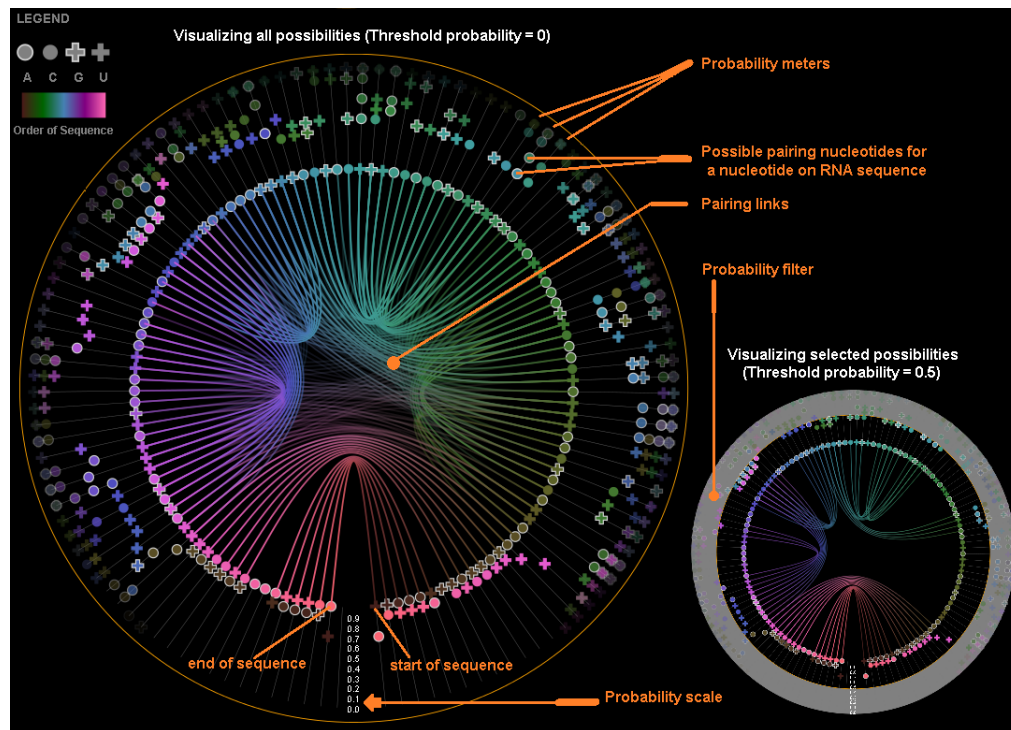 LEGEND
A C G U
Order of Sequence
Visualizing all possibilities (Threshold probability = 0)
Probability meters
Possible pairing nucleotides for
a nucleotide on RNA sequence
Pairing links
Probability filter
Visualizing selected possibilities
(Threshold probability = 0.5)
end of sequence
start of sequence
0.9
0.8
0.7
0.6
0.5
0.4
0.3
0.2
0.1
0.0
Probability scale